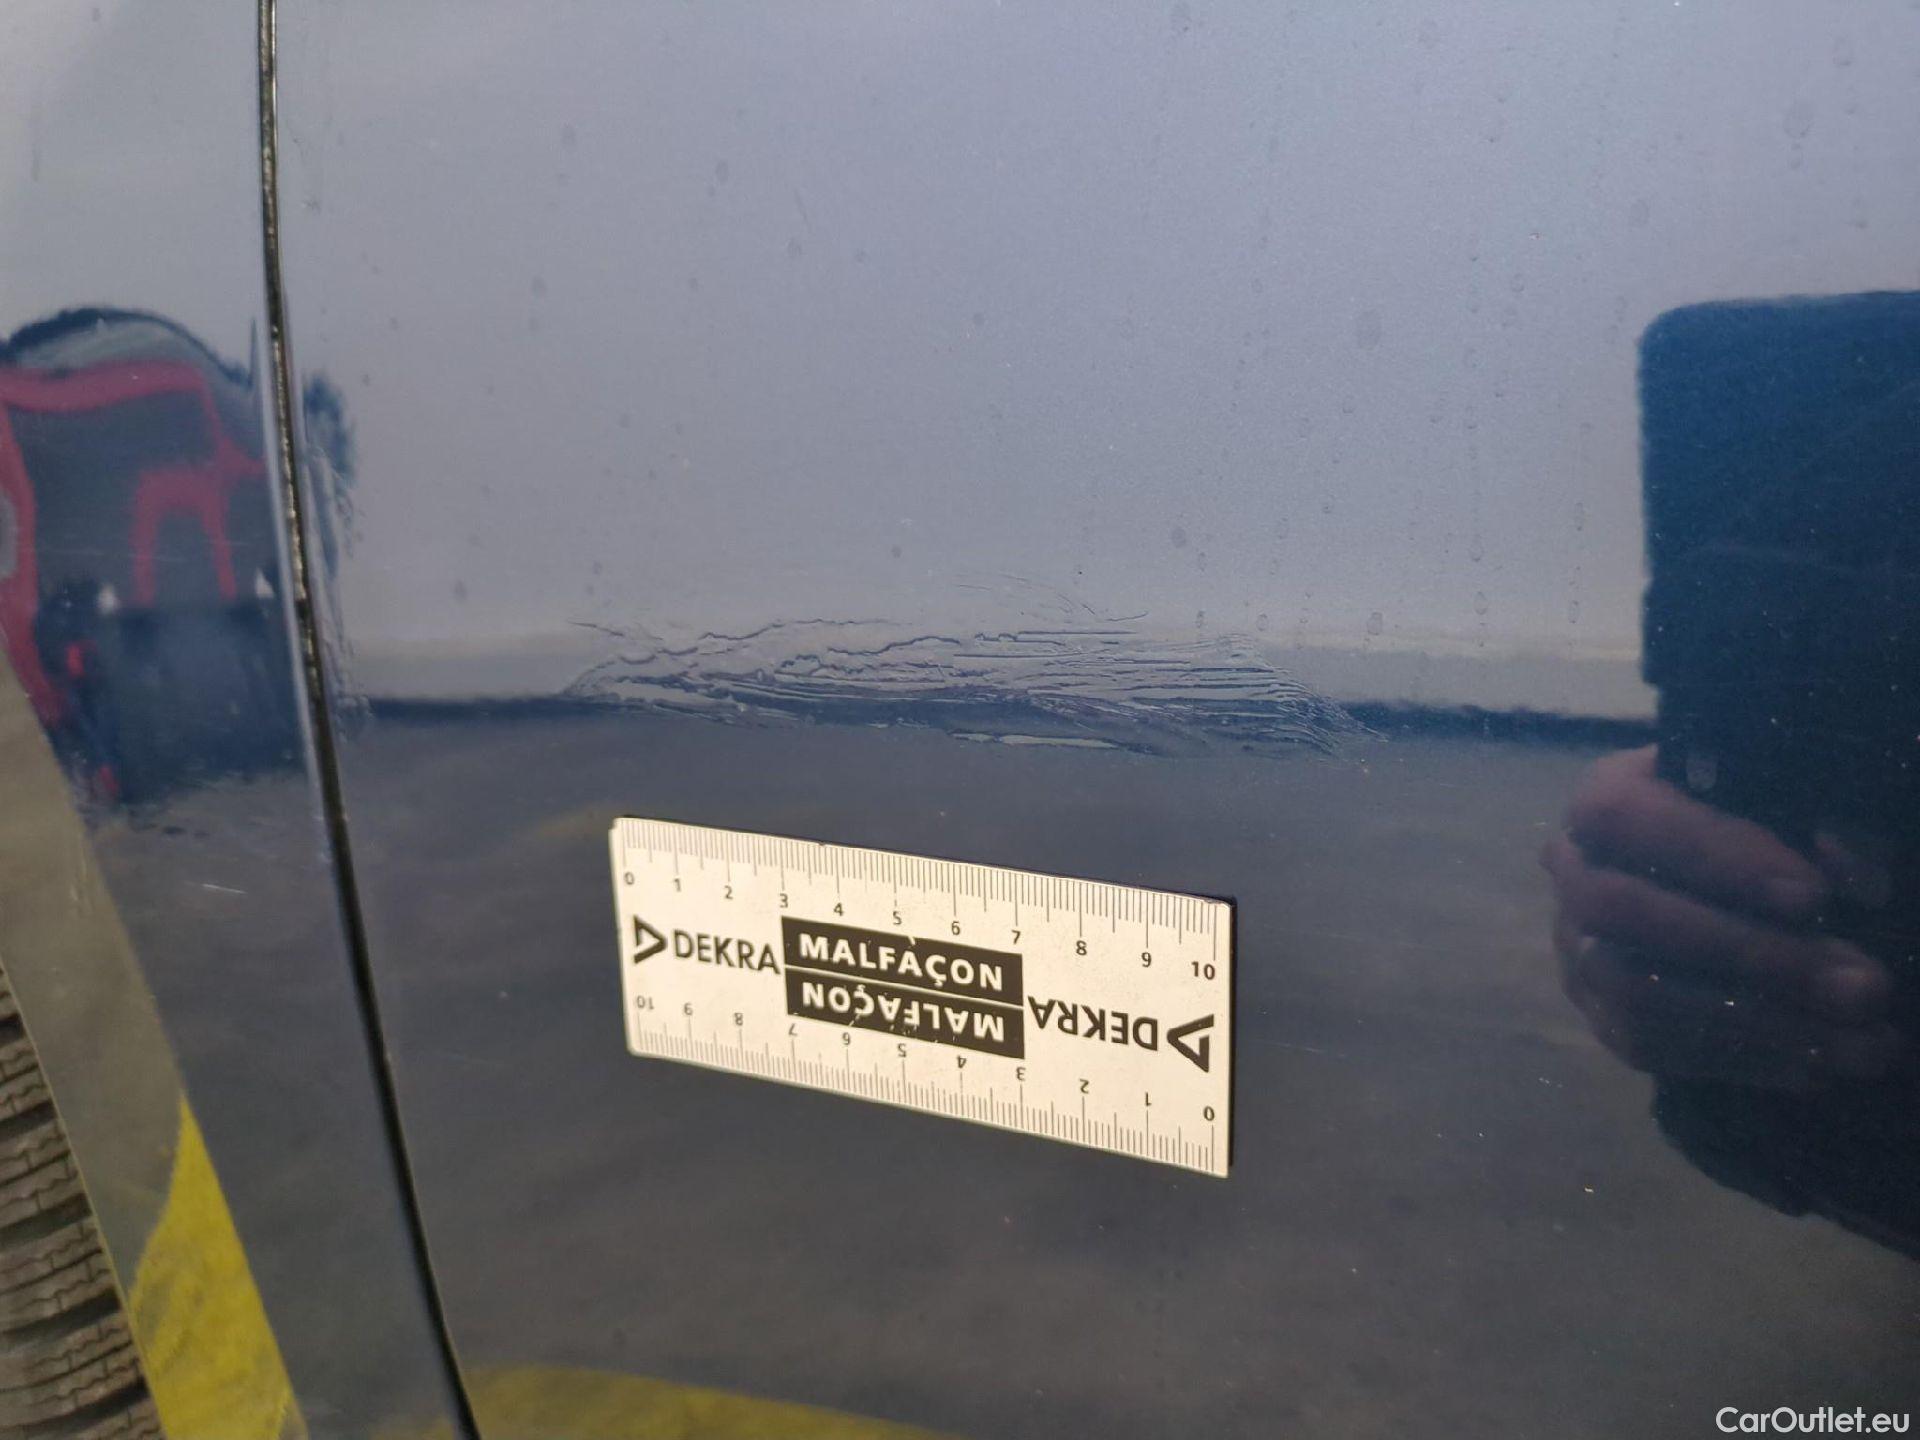 0 1 2 3 4 5 6 7 8 9 10
DEKRA MALFAÇON
MALFAÇON DEKRA
10 9 8 7 6 5 4 3 2 1 0
CarOutlet.eu